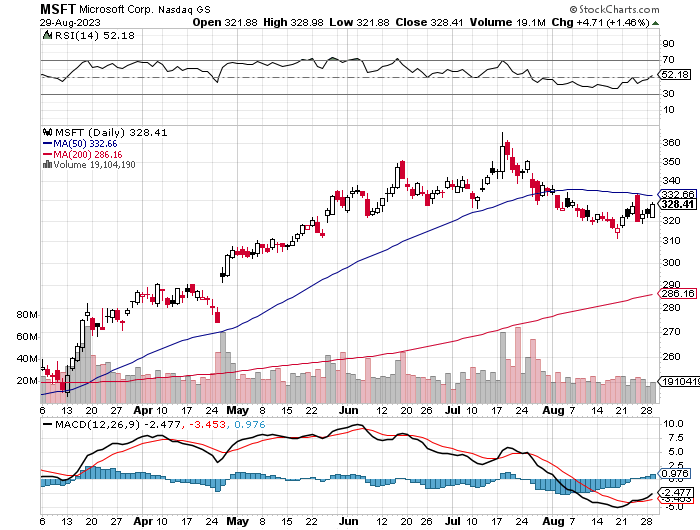 MSFT Microsoft Corp. Nasdaq GS © StockCharts.com
29-Aug-2023 Open 321.88 High 328.98 Low 321.88 Close 328.41 Volume 19.1M Chg +4.71 (+1.46%)
RSI(14) 52.18
90
70
52.18
30
10
MSFT (Daily) 328.41
MA(50) 332.66
MA(200) 286.16
Volume 19,104,190
360
350
340
332.66
328.41
320
310
300
290
286.16
280
270
260
80M
60M
40M
20M
1910419
6 13 20 27 Apr 10 17 24 May 8 15 22 Jun 12 20 26 Jul 10 17 24 Aug 7 14 21 28
MACD(12,26,9) -2.477, -3.453, 0.976
10.0
7.5
5.0
0.976
-2.477
-3.453
-5.0
6 13 20 27 Apr 10 17 24 May 8 15 22 Jun 12 20 26 Jul 10 17 24 Aug 7 14 21 28